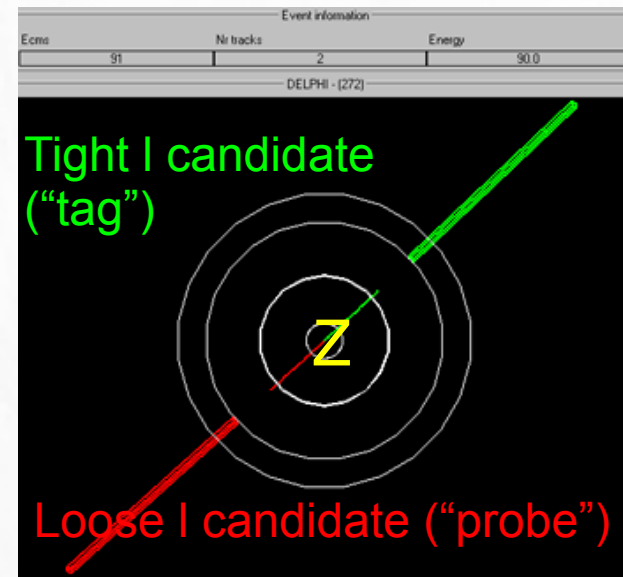 Event information
Ecms Nr tracks Energy
91 2 90.0
DELPHI - (272)
Tight l candidate
("tag")
Z
Loose l candidate ("probe")